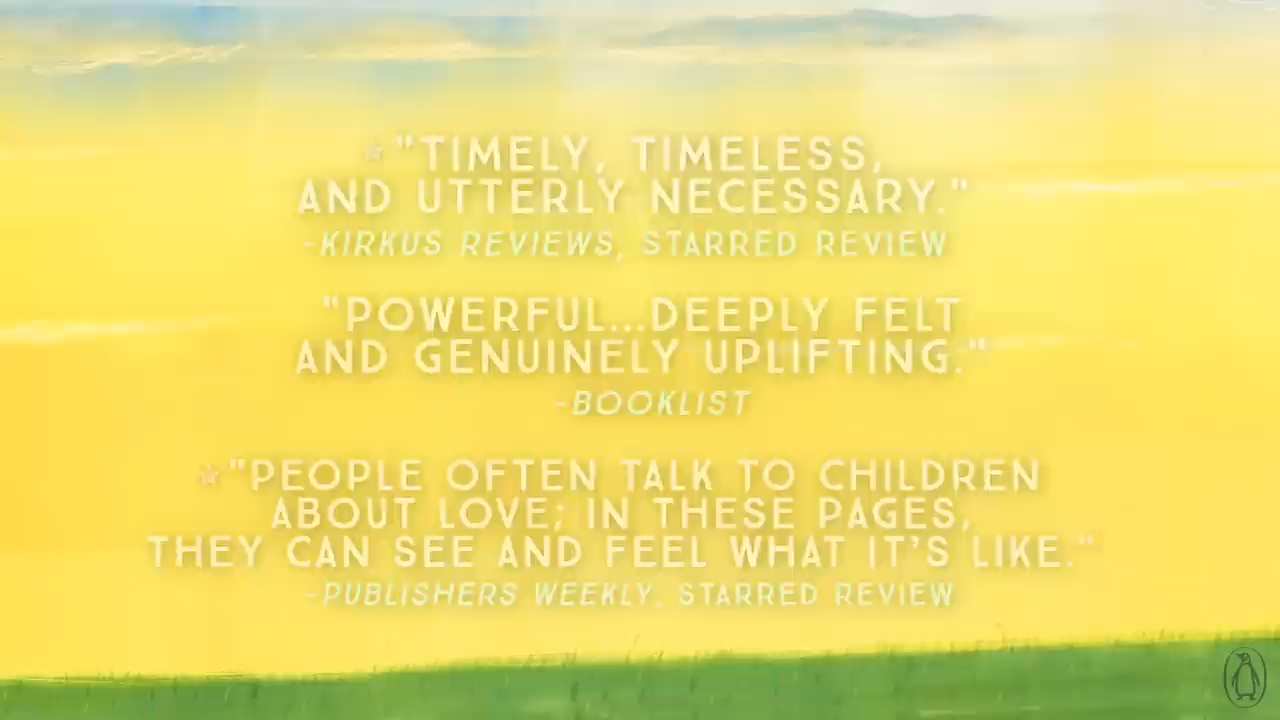 *"TIMELY, TIMELESS,
AND UTTERLY NECESSARY."
-KIRKUS REVIEWS, STARRED REVIEW
"POWERFUL...DEEPLY FELT
AND GENUINELY UPLIFTING."
-BOOKLIST
*"PEOPLE OFTEN TALK TO CHILDREN
ABOUT LOVE; IN THESE PAGES,
THEY CAN SEE AND FEEL WHAT IT'S LIKE."
-PUBLISHERS WEEKLY, STARRED REVIEW